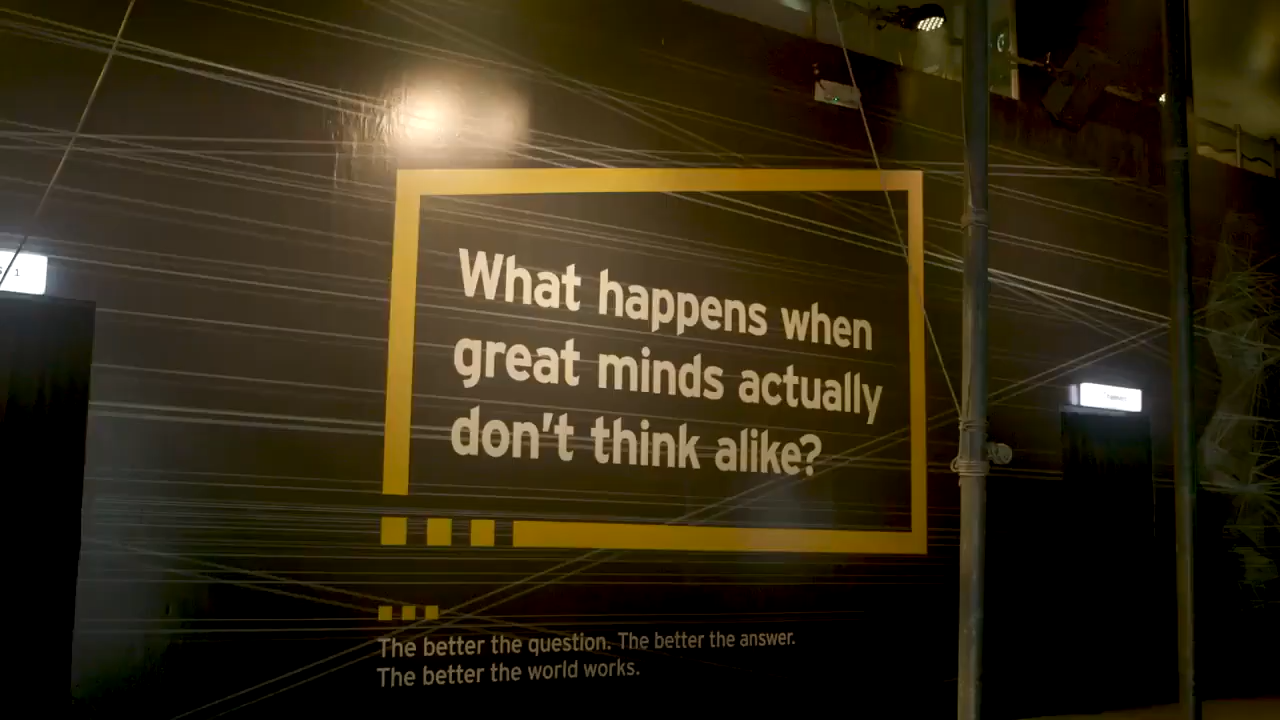 What happens when
great minds actually
don't think alike?
The better the question. The better the answer.
The better the world works.